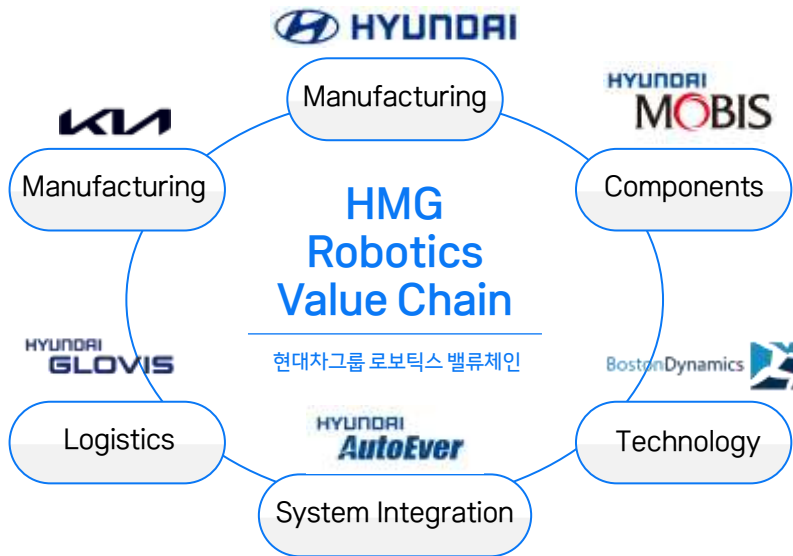 HYUNDAI
Manufacturing
KIA
Manufacturing
HYUNDAI
MOBIS
Components
HMG
Robotics
Value Chain
현대차그룹 로보틱스 밸류체인
HYUNDAI
GLOVIS
Logistics
HYUNDAI
AutoEver
System Integration
BostonDynamics
Technology